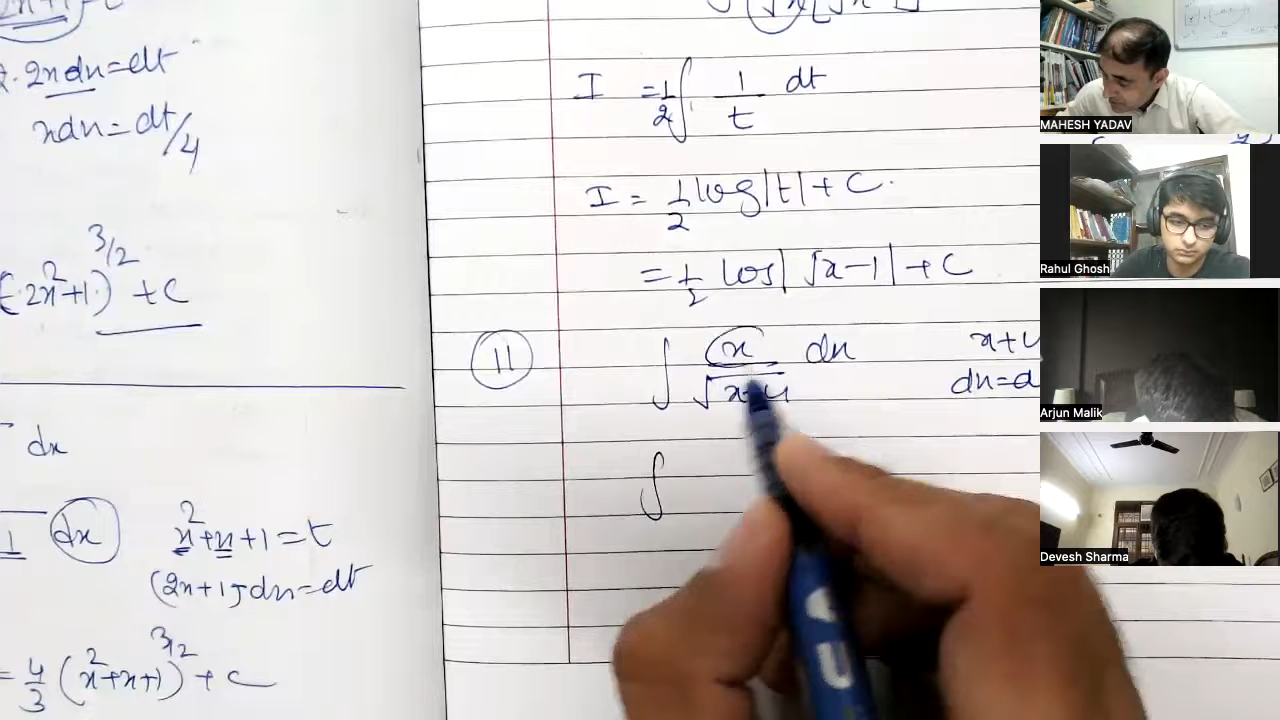 2x dx = dt
x dx = dt/4
(2x²+1)^3/2 + C
dx
dx x²+x+1 = t
(2x+1) dx = dt
= 4/3 (x²+x+1)^3/2 + C
I = 1/2 ∫ 1/t dt
I = 1/2 log|t| + C.
= 1/2 log|√x-1| + C
11 ∫ x/√x+4 dx x+4
dx = d
∫
MAHESH YADAV
Rahul Ghosh
Arjun Malik
Devesh Sharma